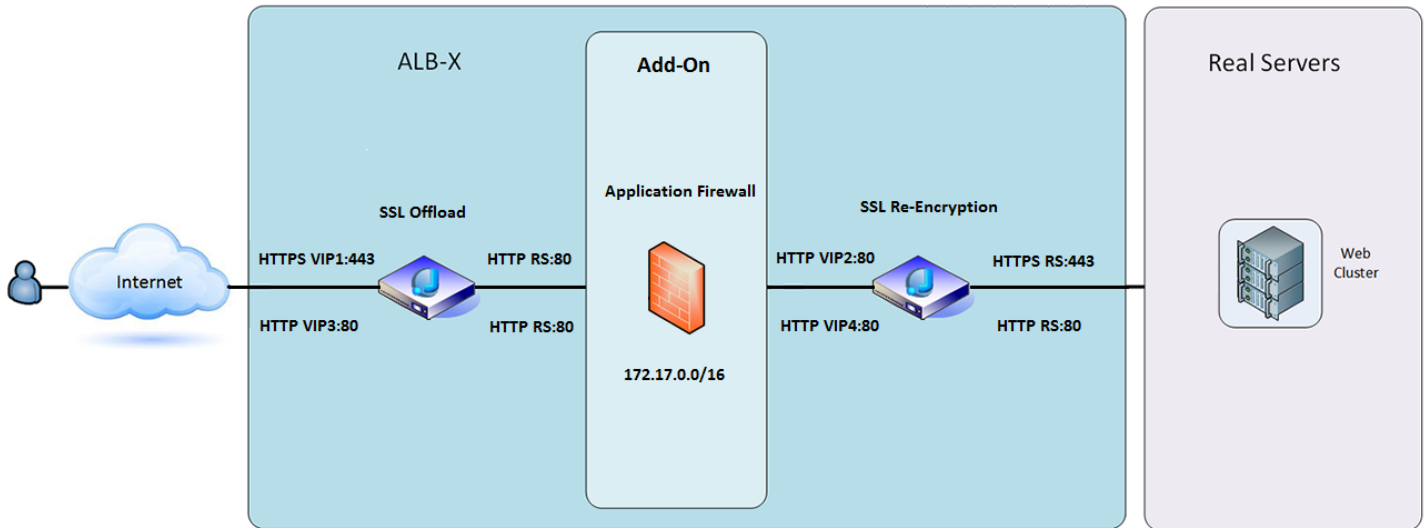 ALB-X
Add-On
Real Servers
Application Firewall
SSL Offload
SSL Re-Encryption
HTTPS VIP1:443
HTTP RS:80
HTTP VIP2:80
HTTPS RS:443
Web
Cluster
Internet
HTTP VIP3:80
HTTP RS:80
HTTP VIP4:80
HTTP RS:80
172.17.0.0/16